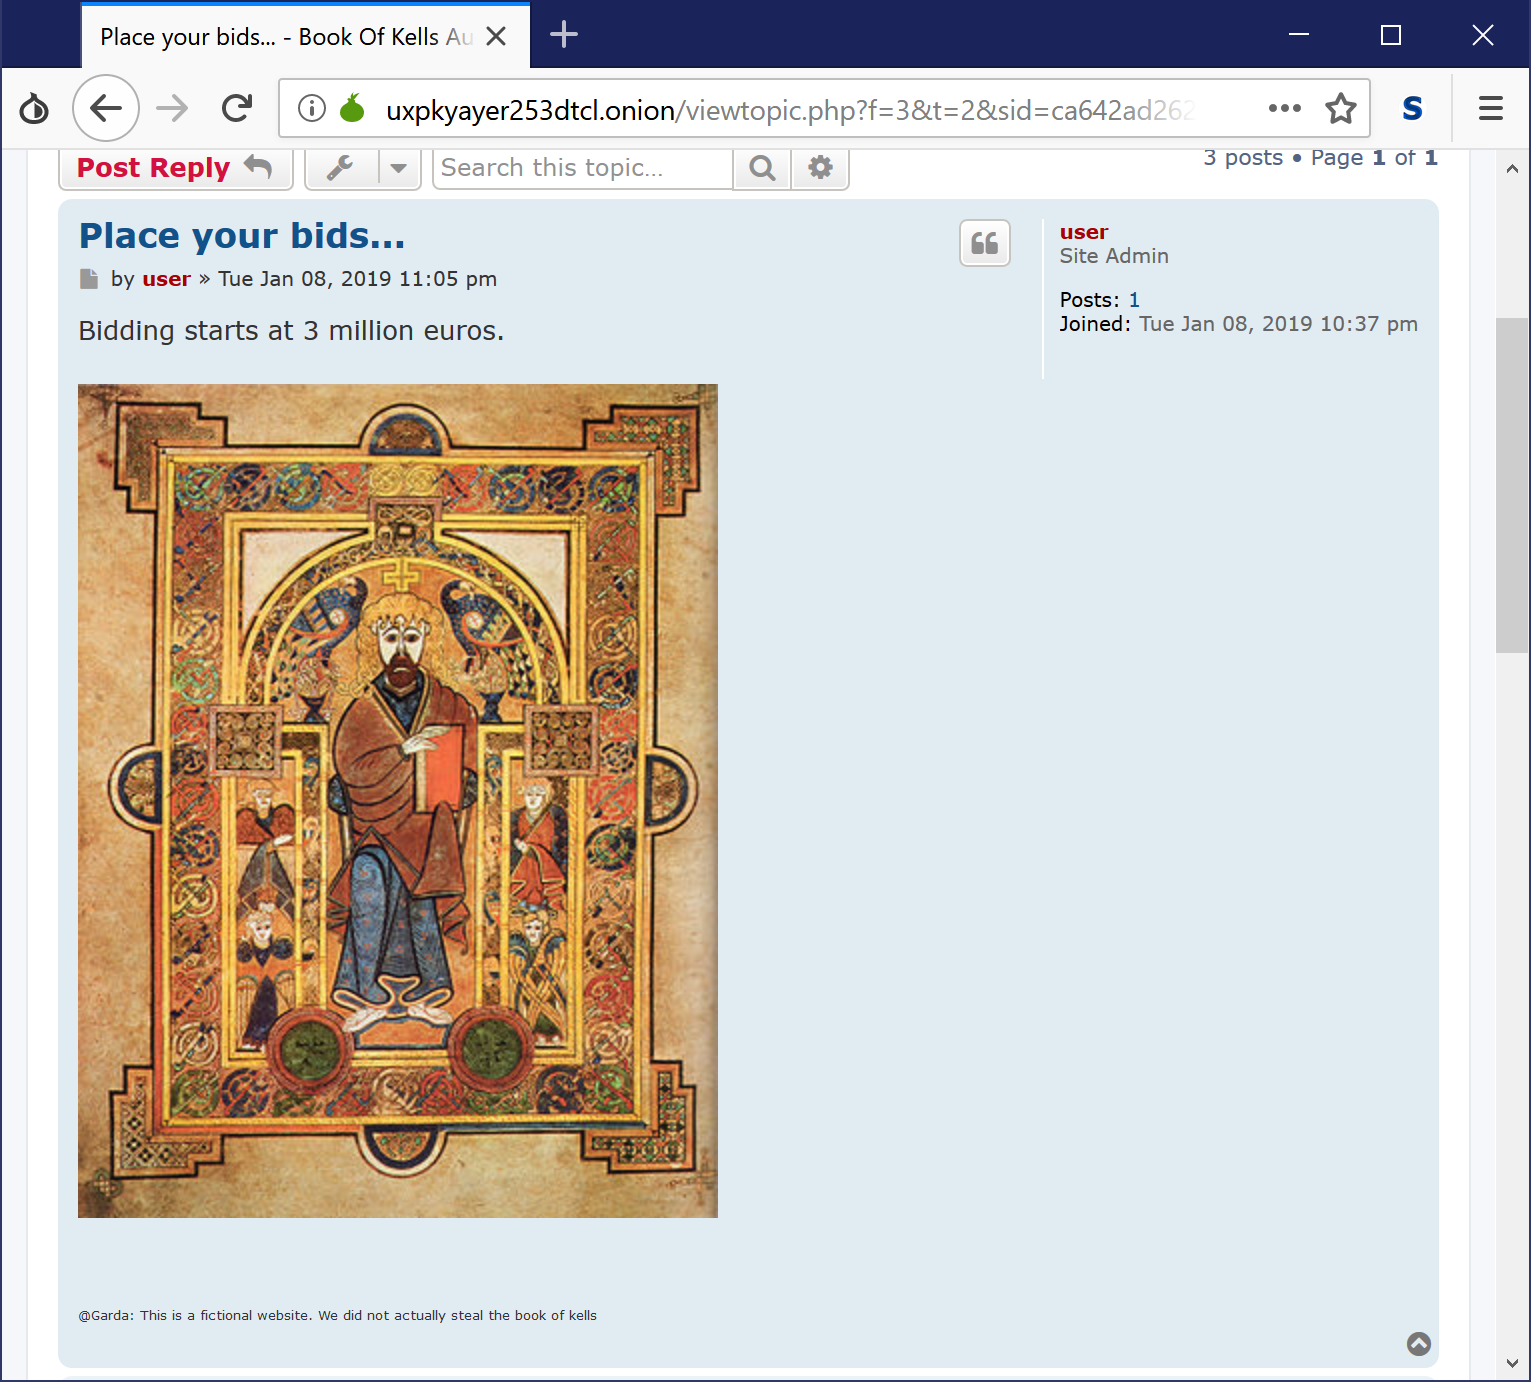 Place your bids... - Book Of Kells Au
uxpkyayer253dtcl.onion/viewtopic.php?f=3&t=2&sid=ca642ad262
S
Post Reply
Search this topic...
3 posts • Page 1 of 1
Place your bids...
by user » Tue Jan 08, 2019 11:05 pm
Bidding starts at 3 million euros.
user
Site Admin
Posts: 1
Joined: Tue Jan 08, 2019 10:37 pm
@Garda: This is a fictional website. We did not actually steal the book of kells